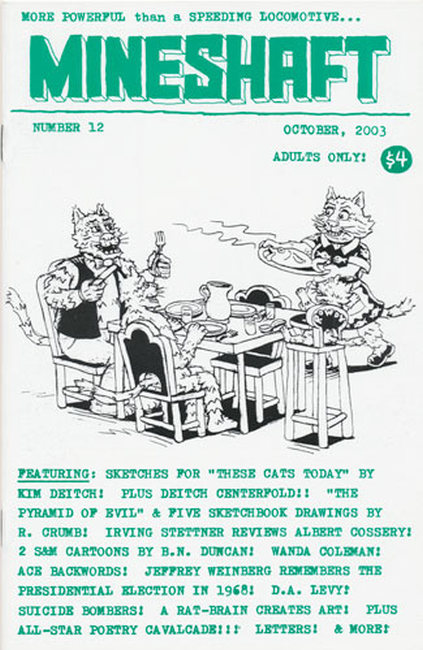 MORE POWERFUL than a SPEEDING LOCOMOTIVE...
MINESHAFT
NUMBER 12
OCTOBER, 2003
ADULTS ONLY!
$4
FEATURING: SKETCHES FOR "THESE CATS TODAY" BY
KIM DEITCH! PLUS DEITCH CENTERFOLD!! "THE
PYRAMID OF EVIL" & FIVE SKETCHBOOK DRAWINGS BY
R. CRUMB! IRVING STETTNER REVIEWS ALBERT COSSERY!
2 S&M CARTOONS BY B.N. DUNCAN! WANDA COLEMAN!
ACE BACKWORDS! JEFFREY WEINBERG REMEMBERS THE
PRESIDENTIAL ELECTION IN 1968! D.A. LEVY!
SUICIDE BOMBERS! A RAT-BRAIN CREATES ART! PLUS
ALL-STAR POETRY CAVALCADE!!! LETTERS! & MORE!